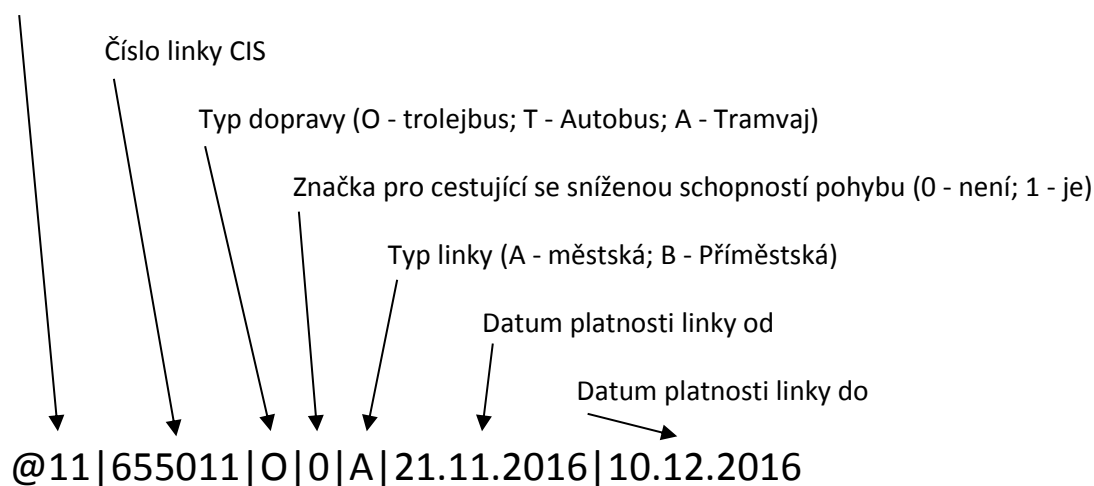 Číslo linky CIS
Typ dopravy (O - trolejbus; T - Autobus; A - Tramvaj)
Značka pro cestující se sníženou schopností pohybu (0 - není; 1 - je)
Typ linky (A - městská; B - Příměstská)
Datum platnosti linky od
Datum platnosti linky do
@11|655011|O|0|A|21.11.2016|10.12.2016